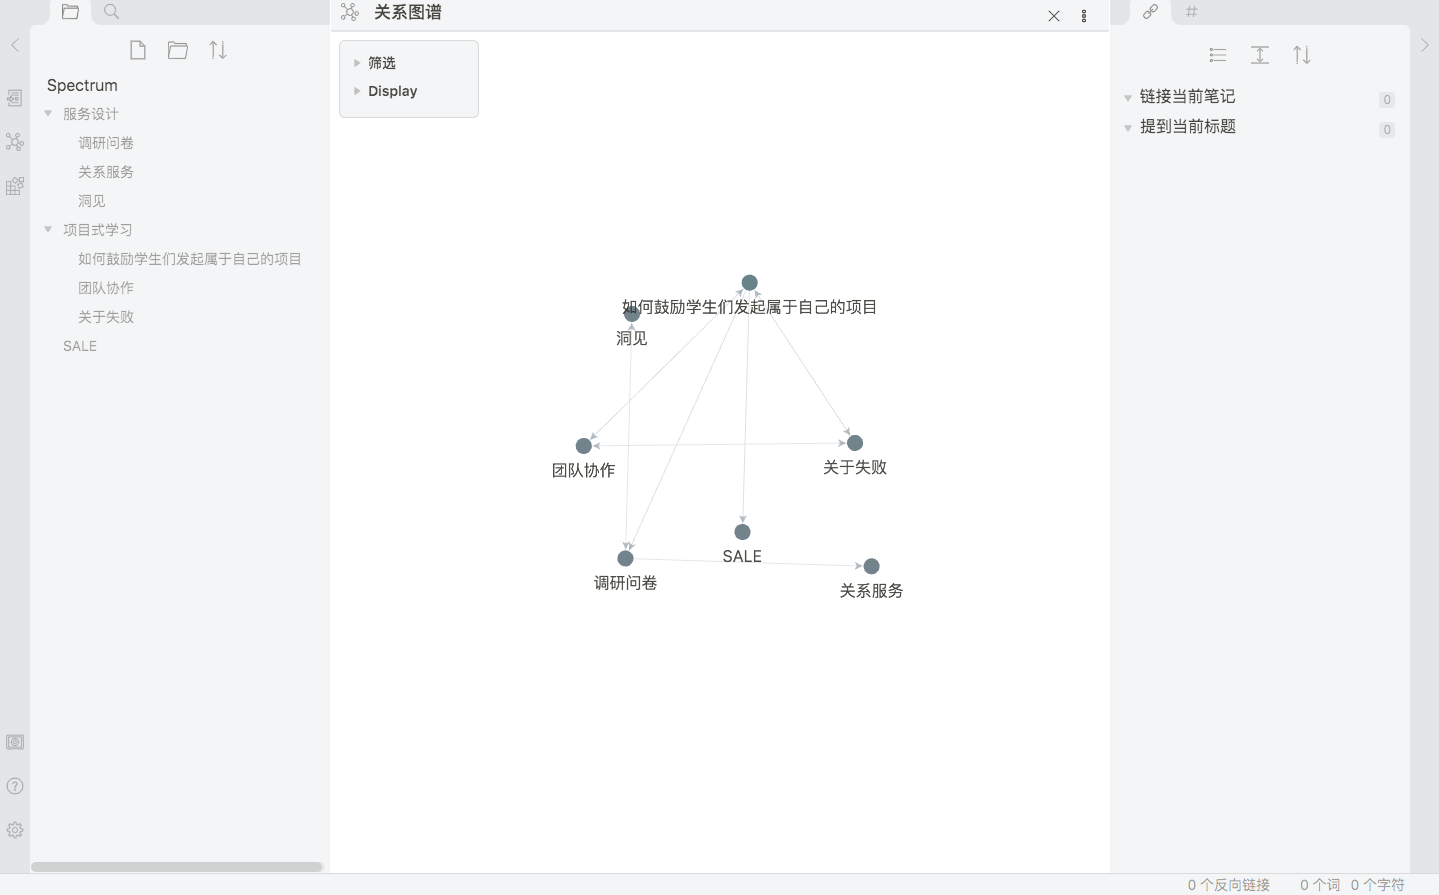 关系图谱
Spectrum
服务设计
调研问卷
关系服务
洞见
项目式学习
如何鼓励学生们发起属于自己的项目
团队协作
关于失败
SALE
筛选
Display
如何鼓励学生们发起属于自己的项目
洞见
团队协作
关于失败
SALE
调研问卷
关系服务
链接当前笔记 0
提到当前标题 0
0 个反向链接 0 个词 0 个字符